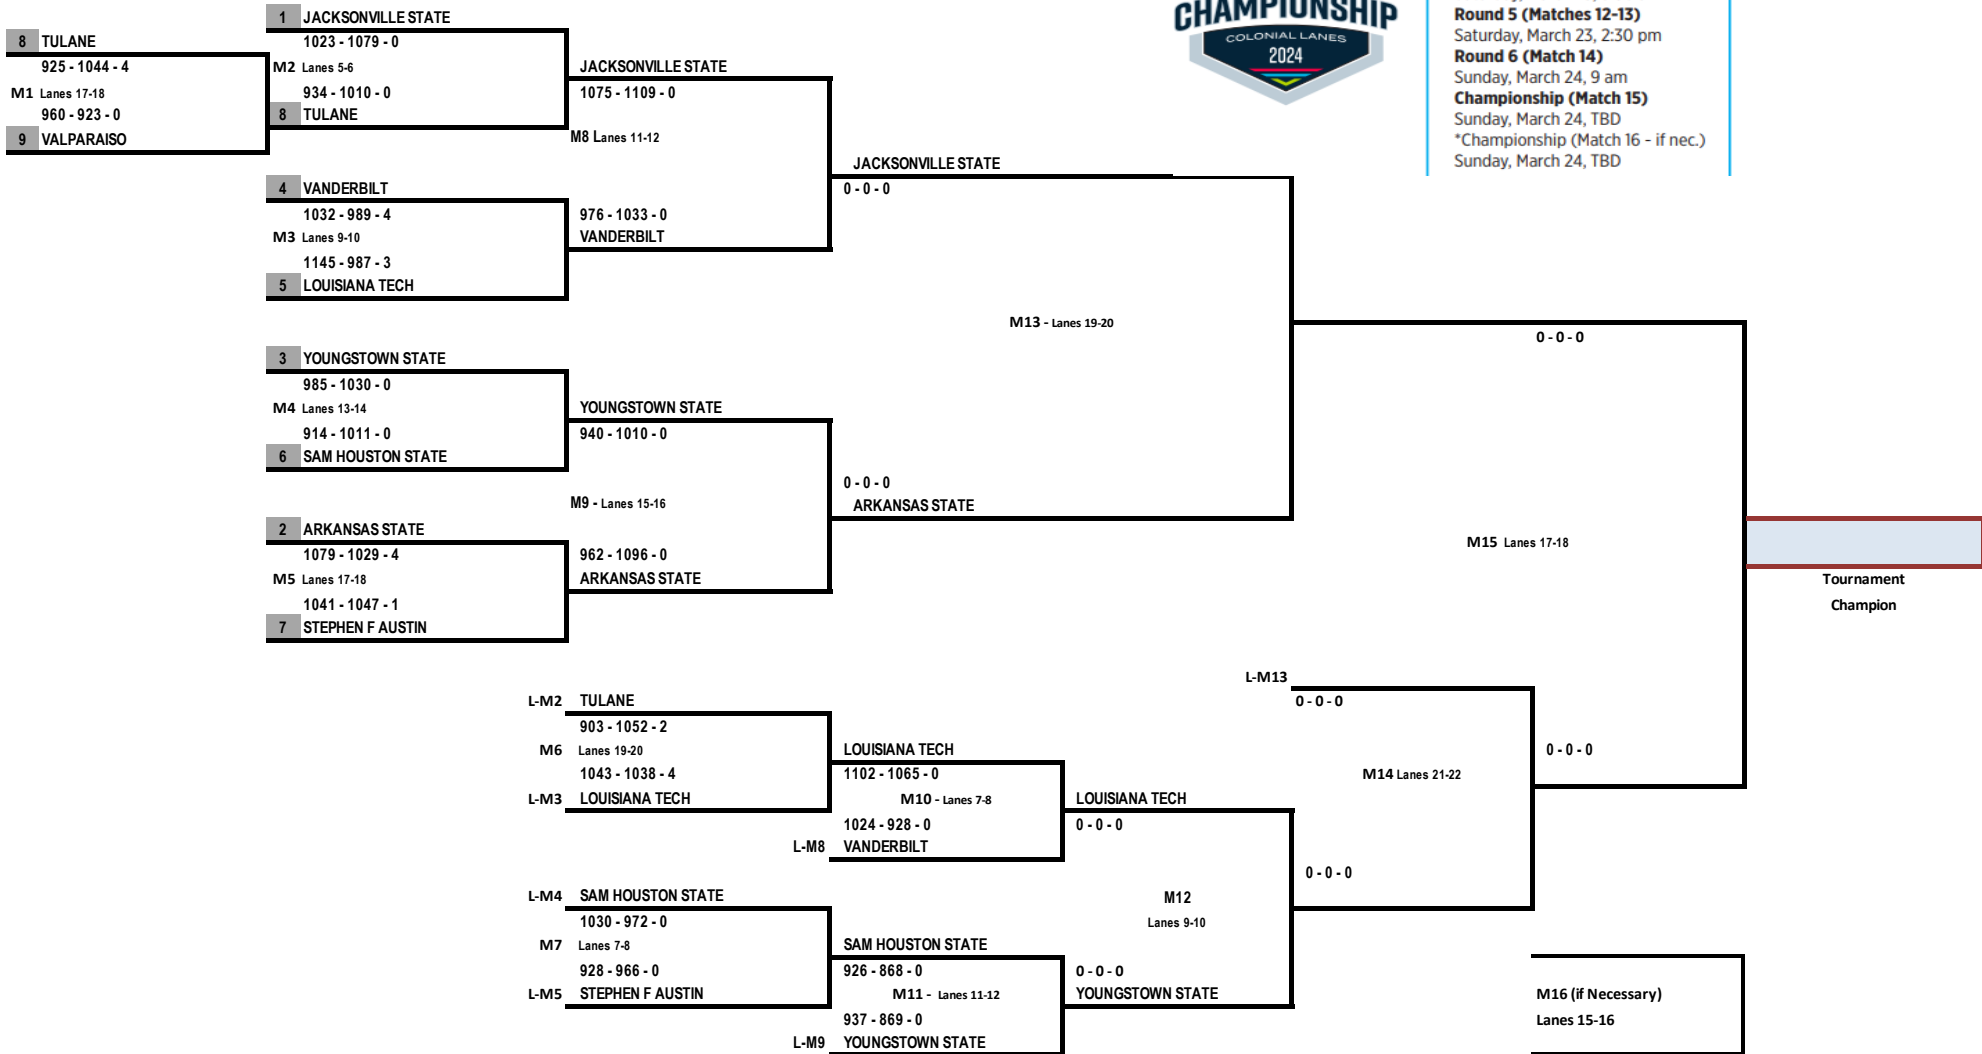 CHAMPIONSHIP
COLONIAL LANES
2024
Round 5 (Matches 12-13)
Saturday, March 23, 2:30 pm
Round 6 (Match 14)
Sunday, March 24, 9 am
Championship (Match 15)
Sunday, March 24, TBD
*Championship (Match 16 - if nec.)
Sunday, March 24, TBD
8 TULANE
925 - 1044 - 4
M1 Lanes 17-18
960 - 923 - 0
9 VALPARAISO
1 JACKSONVILLE STATE
1023 - 1079 - 0
M2 Lanes 5-6
934 - 1010 - 0
8 TULANE
4 VANDERBILT
1032 - 989 - 4
M3 Lanes 9-10
1145 - 987 - 3
5 LOUISIANA TECH
3 YOUNGSTOWN STATE
985 - 1030 - 0
M4 Lanes 13-14
914 - 1011 - 0
6 SAM HOUSTON STATE
2 ARKANSAS STATE
1079 - 1029 - 4
M5 Lanes 17-18
1041 - 1047 - 1
7 STEPHEN F AUSTIN
JACKSONVILLE STATE
1075 - 1109 - 0
M8 Lanes 11-12
976 - 1033 - 0
VANDERBILT
YOUNGSTOWN STATE
940 - 1010 - 0
M9 - Lanes 15-16
962 - 1096 - 0
ARKANSAS STATE
JACKSONVILLE STATE
0 - 0 - 0
M13 - Lanes 19-20
0 - 0 - 0
ARKANSAS STATE
0 - 0 - 0
M15 Lanes 17-18
Tournament
Champion
L-M2 TULANE
903 - 1052 - 2
M6 Lanes 19-20
1043 - 1038 - 4
L-M3 LOUISIANA TECH
LOUISIANA TECH
1102 - 1065 - 0
M10 - Lanes 7-8
1024 - 928 - 0
L-M8 VANDERBILT
L-M4 SAM HOUSTON STATE
1030 - 972 - 0
M7 Lanes 7-8
928 - 966 - 0
L-M5 STEPHEN F AUSTIN
SAM HOUSTON STATE
926 - 868 - 0
M11 - Lanes 11-12
937 - 869 - 0
L-M9 YOUNGSTOWN STATE
LOUISIANA TECH
0 - 0 - 0
M12
Lanes 9-10
0 - 0 - 0
YOUNGSTOWN STATE
L-M13
0 - 0 - 0
M14 Lanes 21-22
0 - 0 - 0
0 - 0 - 0
M16 (if Necessary)
Lanes 15-16